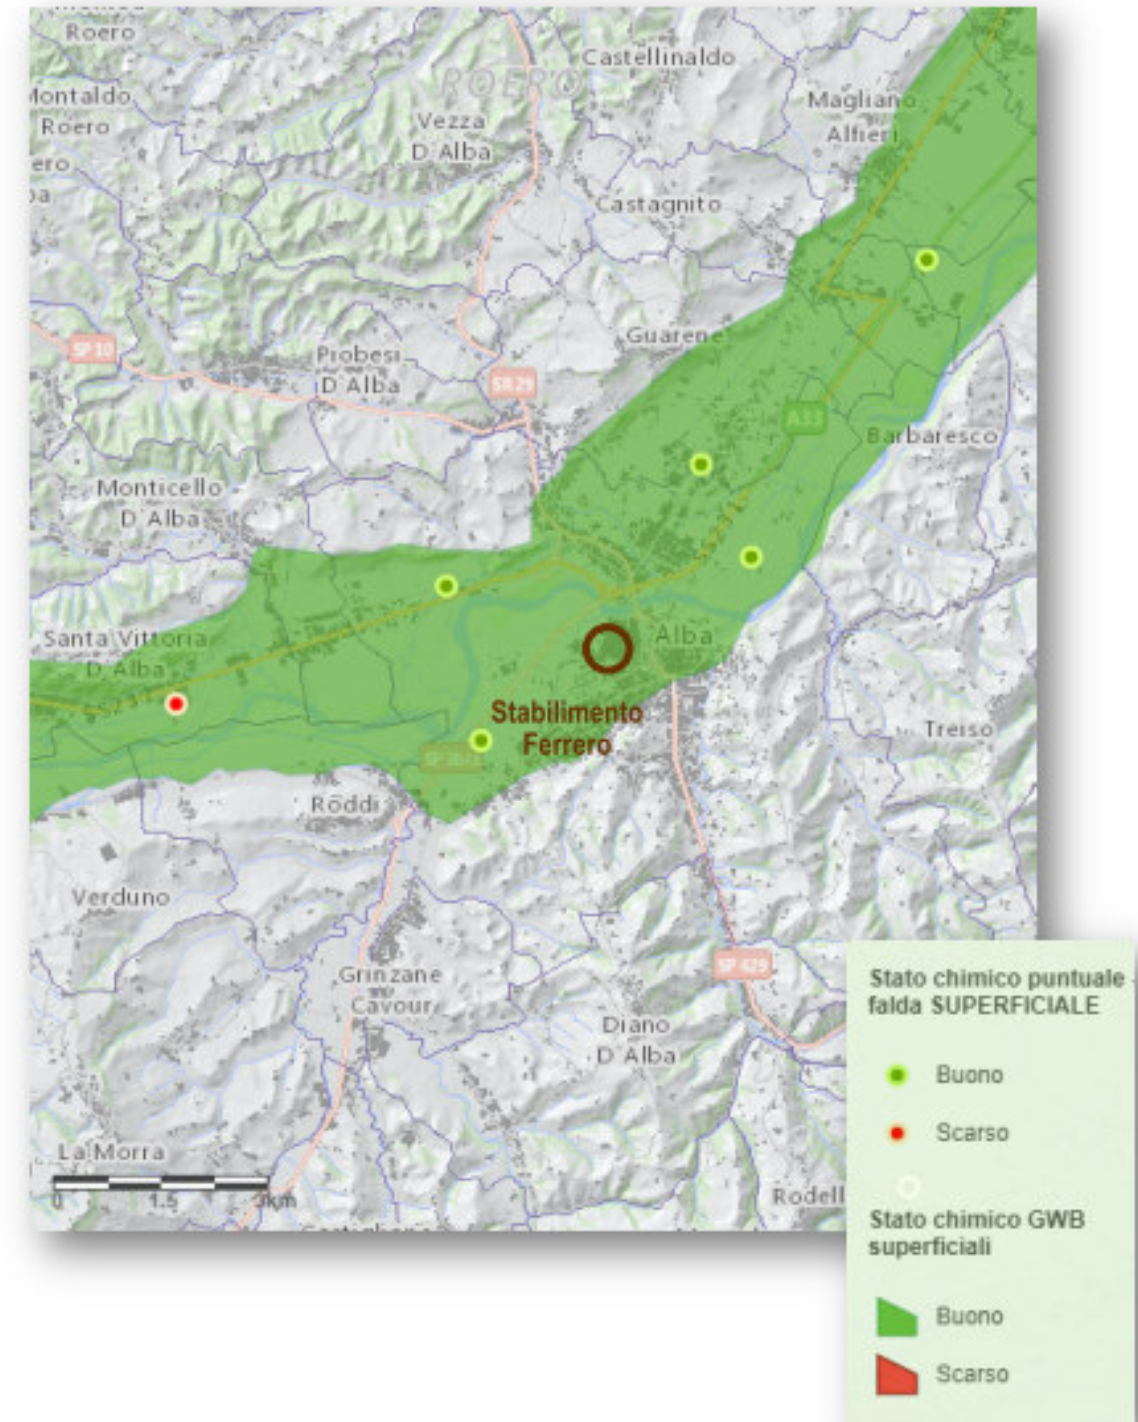 Roero
Castellinaldo
ROERO
Montaldo
Roero
Magliano
Alfieri
Vezza
D'Alba
Castagnito
Guarene
SP 10
Piobesi
D'Alba
SR 29
A33
Barbaresco
Monticello
D'Alba
Santa Vittoria
D'Alba
Alba
Stabilimento
Ferrero
Treiso
Roddi
Verduno
SP 429
Grinzane
Cavour
Diano
D'Alba
La Morra
0 1.5 3km
Rodell
Stato chimico puntuale -
falda SUPERFICIALE
Buono
Scarso
Stato chimico GWB
superficiali
Buono
Scarso